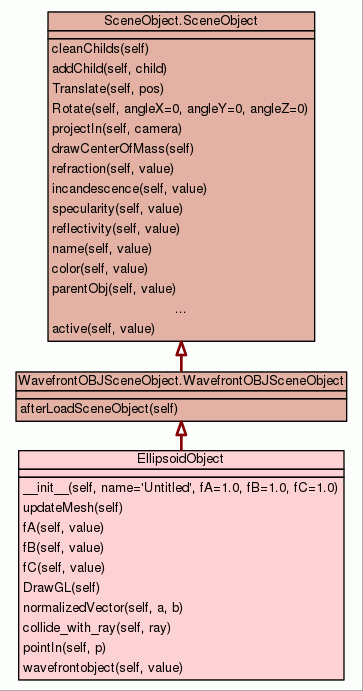 SceneObject.SceneObject
cleanChilds(self)
addChild(self, child)
Translate(self, pos)
Rotate(self, angleX=0, angleY=0, angleZ=0)
projectIn(self, camera)
drawCenterOfMass(self)
refraction(self, value)
incandescence(self, value)
specularity(self, value)
reflectivity(self, value)
name(self, value)
color(self, value)
parentObj(self, value)
...
active(self, value)
WavefrontOBJSceneObject.WavefrontOBJSceneObject
afterLoadSceneObject(self)
EllipsoidObject
__init__(self, name='Untitled', fA=1.0, fB=1.0, fC=1.0)
updateMesh(self)
fA(self, value)
fB(self, value)
fC(self, value)
DrawGL(self)
normalizedVector(self, a, b)
collide_with_ray(self, ray)
pointIn(self, p)
wavefrontobject(self, value)